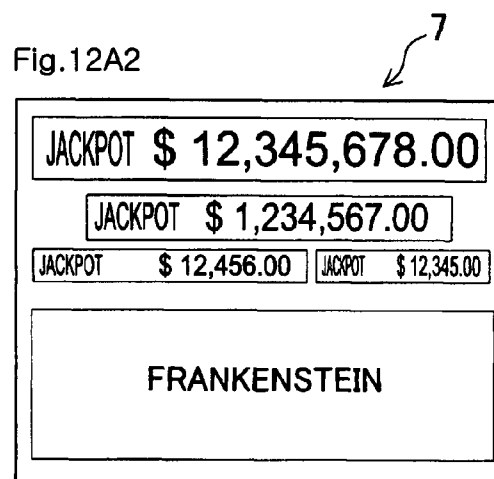 7
Fig.12A2
JACKPOT $ 12,345,678.00
JACKPOT $ 1,234,567.00
JACKPOT $ 12,456.00 JACKPOT $ 12,345.00
FRANKENSTEIN